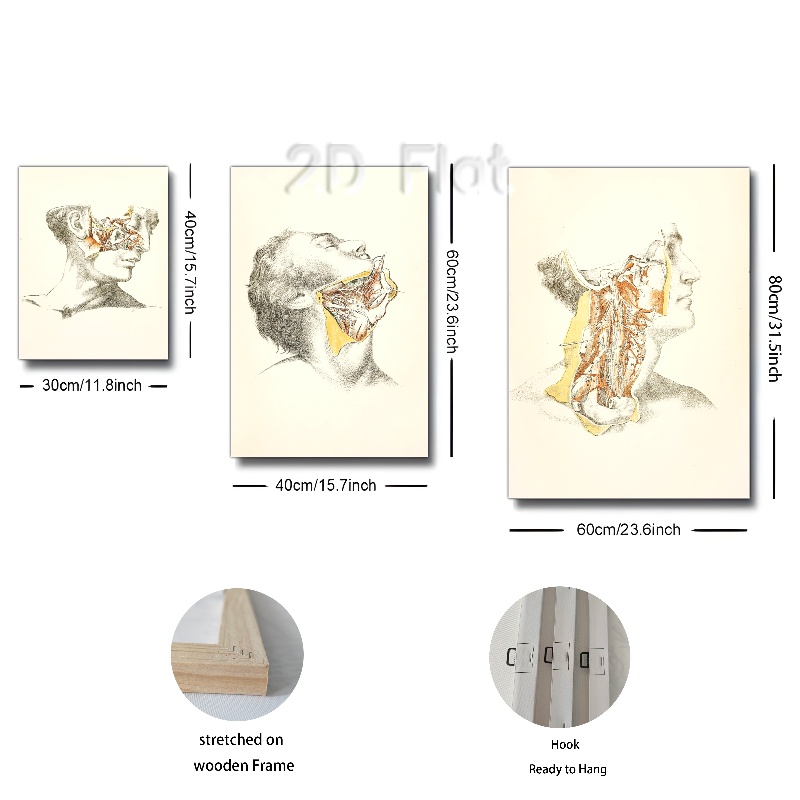 2D Flat
40cm/15.7inch
30cm/11.8inch
60cm/23.6inch
40cm/15.7inch
80cm/31.5inch
60cm/23.6inch
stretched on
wooden Frame
Hook
Ready to Hang